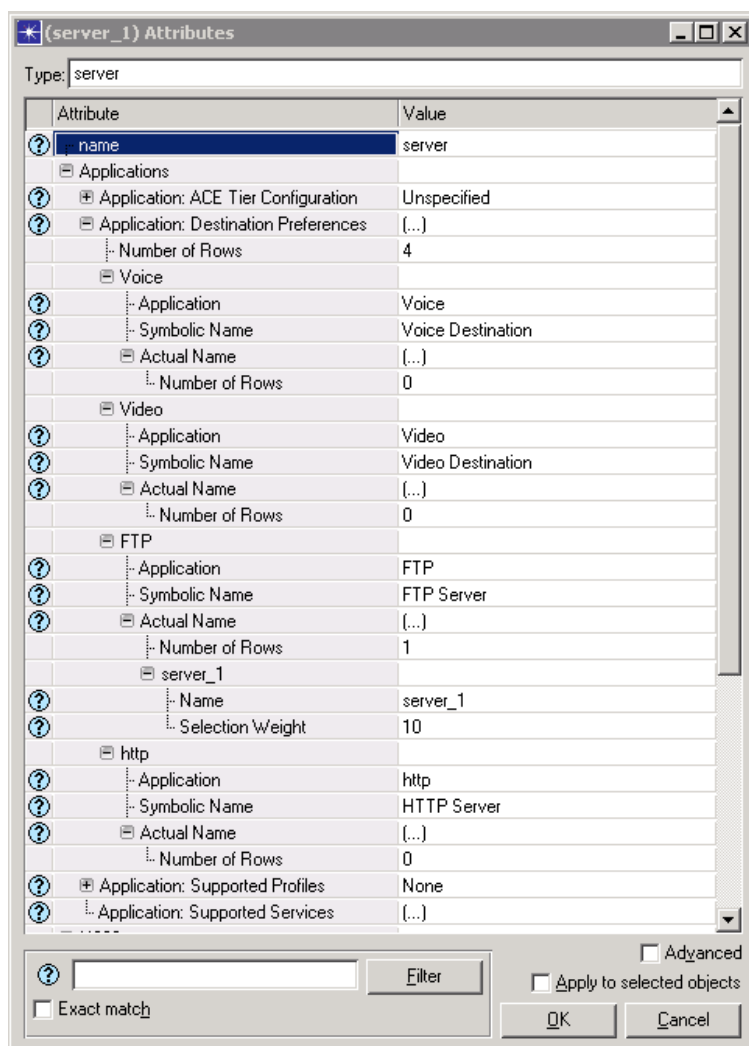 (server_1) Attributes
Type: server
Attribute Value
name server
Applications
Application: ACE Tier Configuration Unspecified
Application: Destination Preferences (...)
Number of Rows 4
Voice
Application Voice
Symbolic Name Voice Destination
Actual Name (...)
Number of Rows 0
Video
Application Video
Symbolic Name Video Destination
Actual Name (...)
Number of Rows 0
FTP
Application FTP
Symbolic Name FTP Server
Actual Name (...)
Number of Rows 1
server_1
Name server_1
Selection Weight 10
http
Application http
Symbolic Name HTTP Server
Actual Name (...)
Number of Rows 0
Application: Supported Profiles None
Application: Supported Services (...)
Advanced
Filter
Apply to selected objects
Exact match
OK Cancel